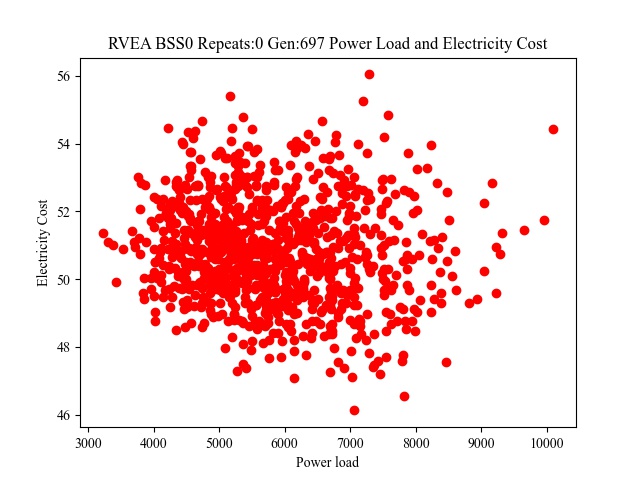 RVEA BSS0 Repeats:0 Gen:697 Power Load and Electricity Cost
56
54
52
50
48
46
Electricity Cost
3000 4000 5000 6000 7000 8000 9000 10000
Power load